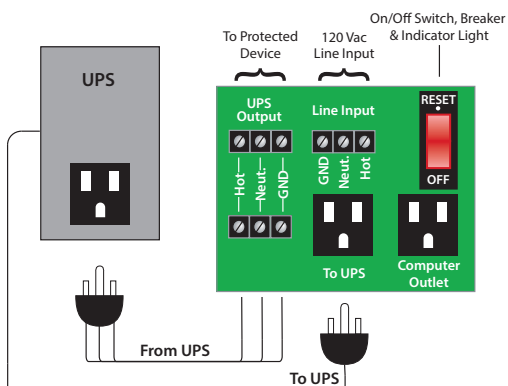 On/Off Switch, Breaker
& Indicator Light
To Protected
Device
120 Vac
Line Input
UPS
UPS
Output
Line Input
RESET
OFF
Hot
Neut.
GND
GND
Neut.
Hot
To UPS
Computer
Outlet
From UPS
To UPS